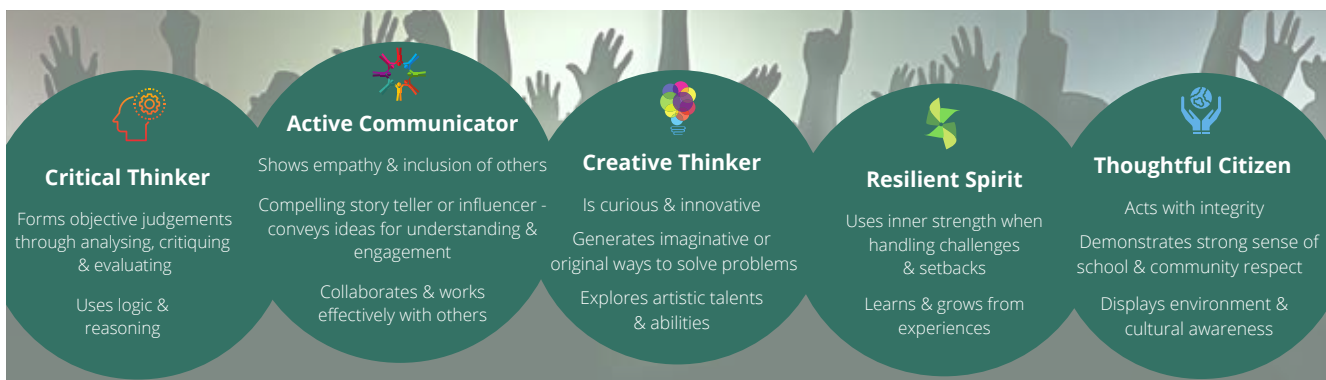 Critical Thinker
Forms objective judgements
through analysing, critiquing
& evaluating
Uses logic &
reasoning
Active Communicator
Shows empathy & inclusion of others
Compelling story teller or influencer -
conveys ideas for understanding &
engagement
Collaborates & works
effectively with others
Creative Thinker
Is curious & innovative
Generates imaginative or
original ways to solve problems
Explores artistic talents
& abilities
Resilient Spirit
Uses inner strength when
handling challenges
& setbacks
Learns & grows from
experiences
Thoughtful Citizen
Acts with integrity
Demonstrates strong sense of
school & community respect
Displays environment &
cultural awareness